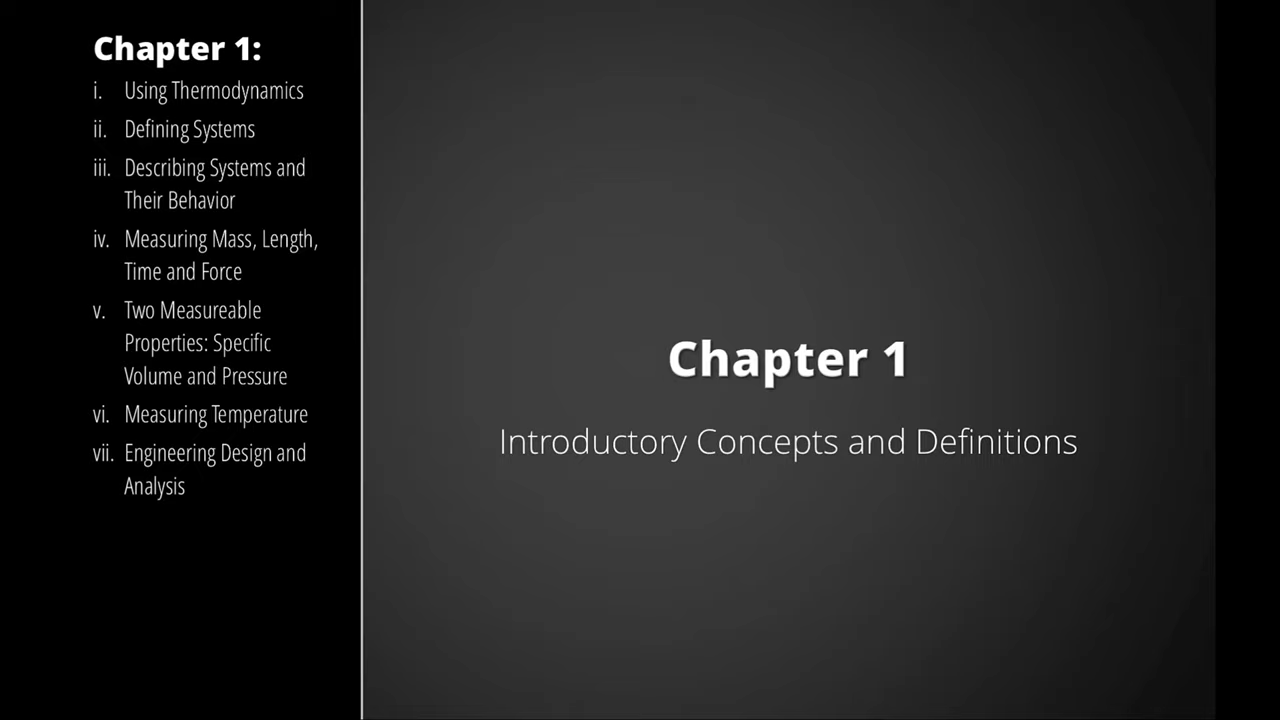 Chapter 1:
i. Using Thermodynamics
ii. Defining Systems
iii. Describing Systems and
Their Behavior
iv. Measuring Mass, Length,
Time and Force
v. Two Measureable
Properties: Specific
Volume and Pressure
vi. Measuring Temperature
vii. Engineering Design and
Analysis
Chapter 1
Introductory Concepts and Definitions